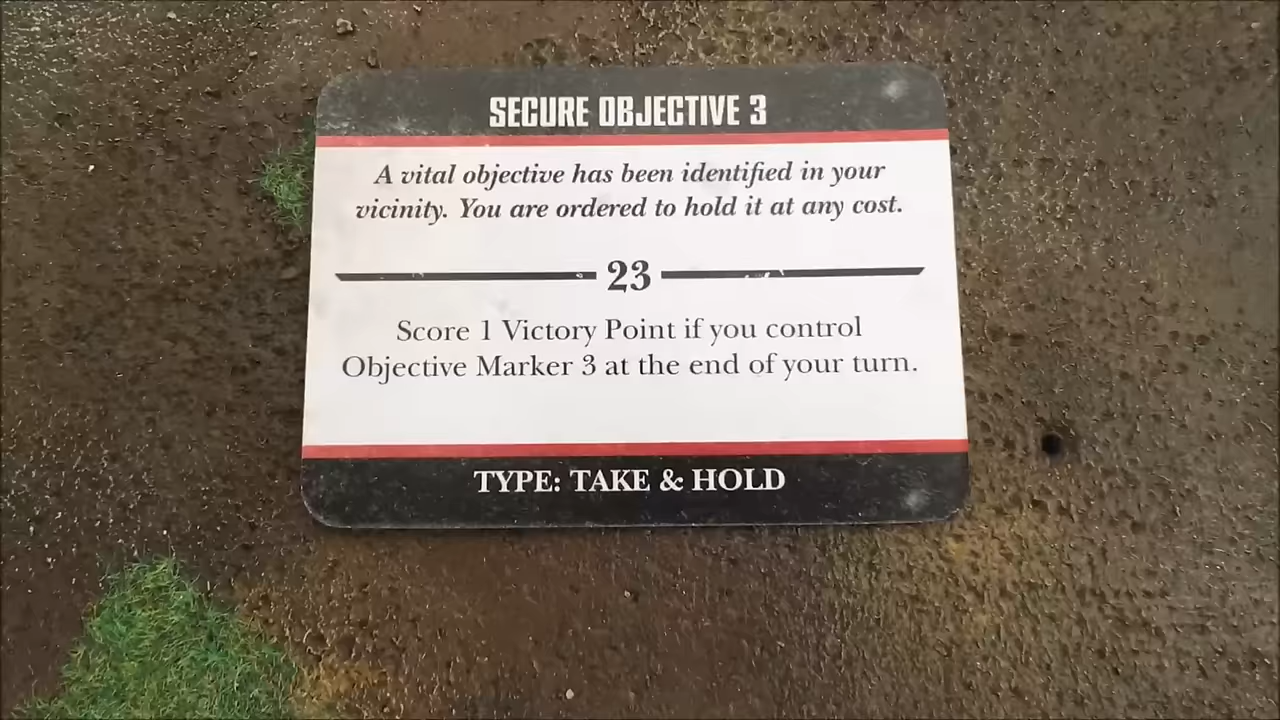 SECURE OBJECTIVE 3
A vital objective has been identified in your
vicinity. You are ordered to hold it at any cost.
23
Score 1 Victory Point if you control
Objective Marker 3 at the end of your turn.
TYPE: TAKE & HOLD